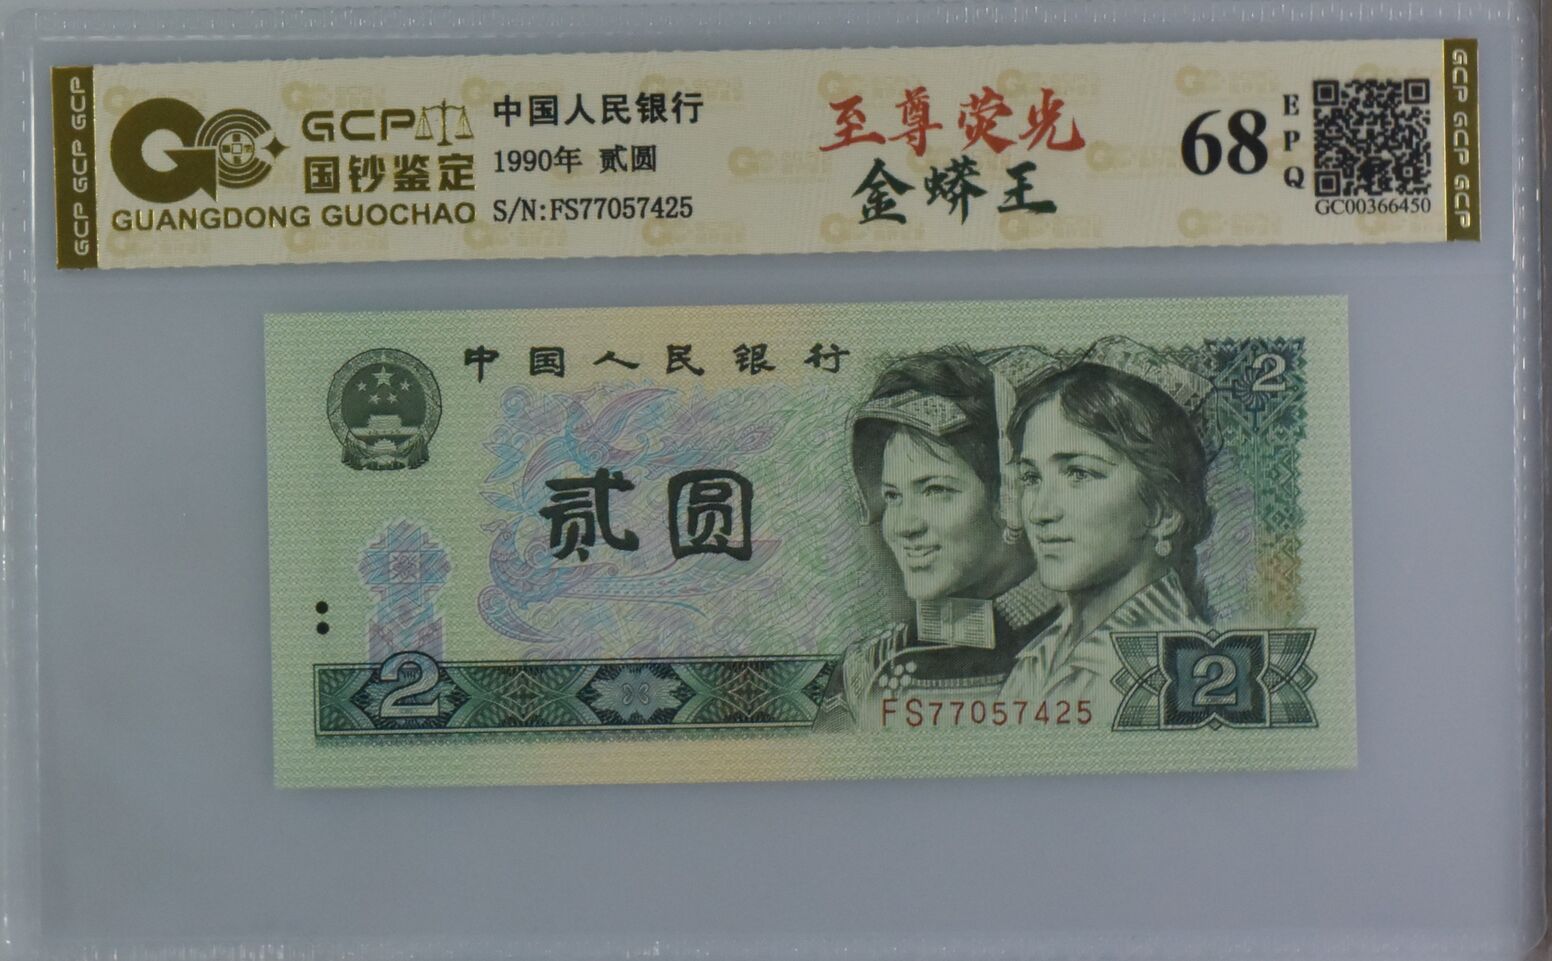 GCP GCP GCP
GCP
国钞鉴定
GUANGDONG GUOCHAO
中国人民银行
1990年 贰圆
S/N:FS77057425
至尊荧光
金蟒王
68
EPQ
GC00366450
GCP GCP GCP
中国人民银行
2
贰圆
2
FS77057425
2